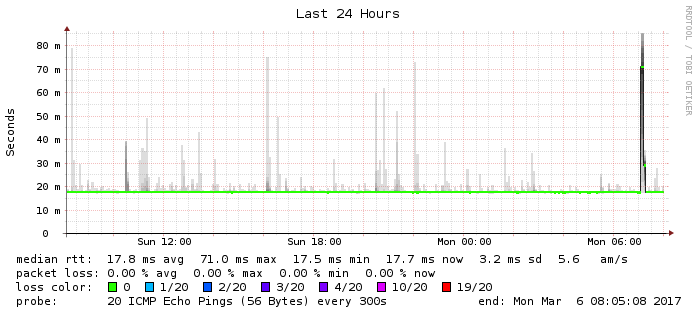 Last 24 Hours
RRDTOOL / TOBI OETIKER
Seconds
80 m
70 m
60 m
50 m
40 m
30 m
20 m
10 m
0
Sun 12:00 Sun 18:00 Mon 00:00 Mon 06:00
median rtt: 17.8 ms avg 71.0 ms max 17.5 ms min 17.7 ms now 3.2 ms sd 5.6 am/s
packet loss: 0.00 % avg 0.00 % max 0.00 % min 0.00 % now
loss color: 0 1/20 2/20 3/20 4/20 10/20 19/20
probe: 20 ICMP Echo Pings (56 Bytes) every 300s end: Mon Mar 6 08:05:08 2017